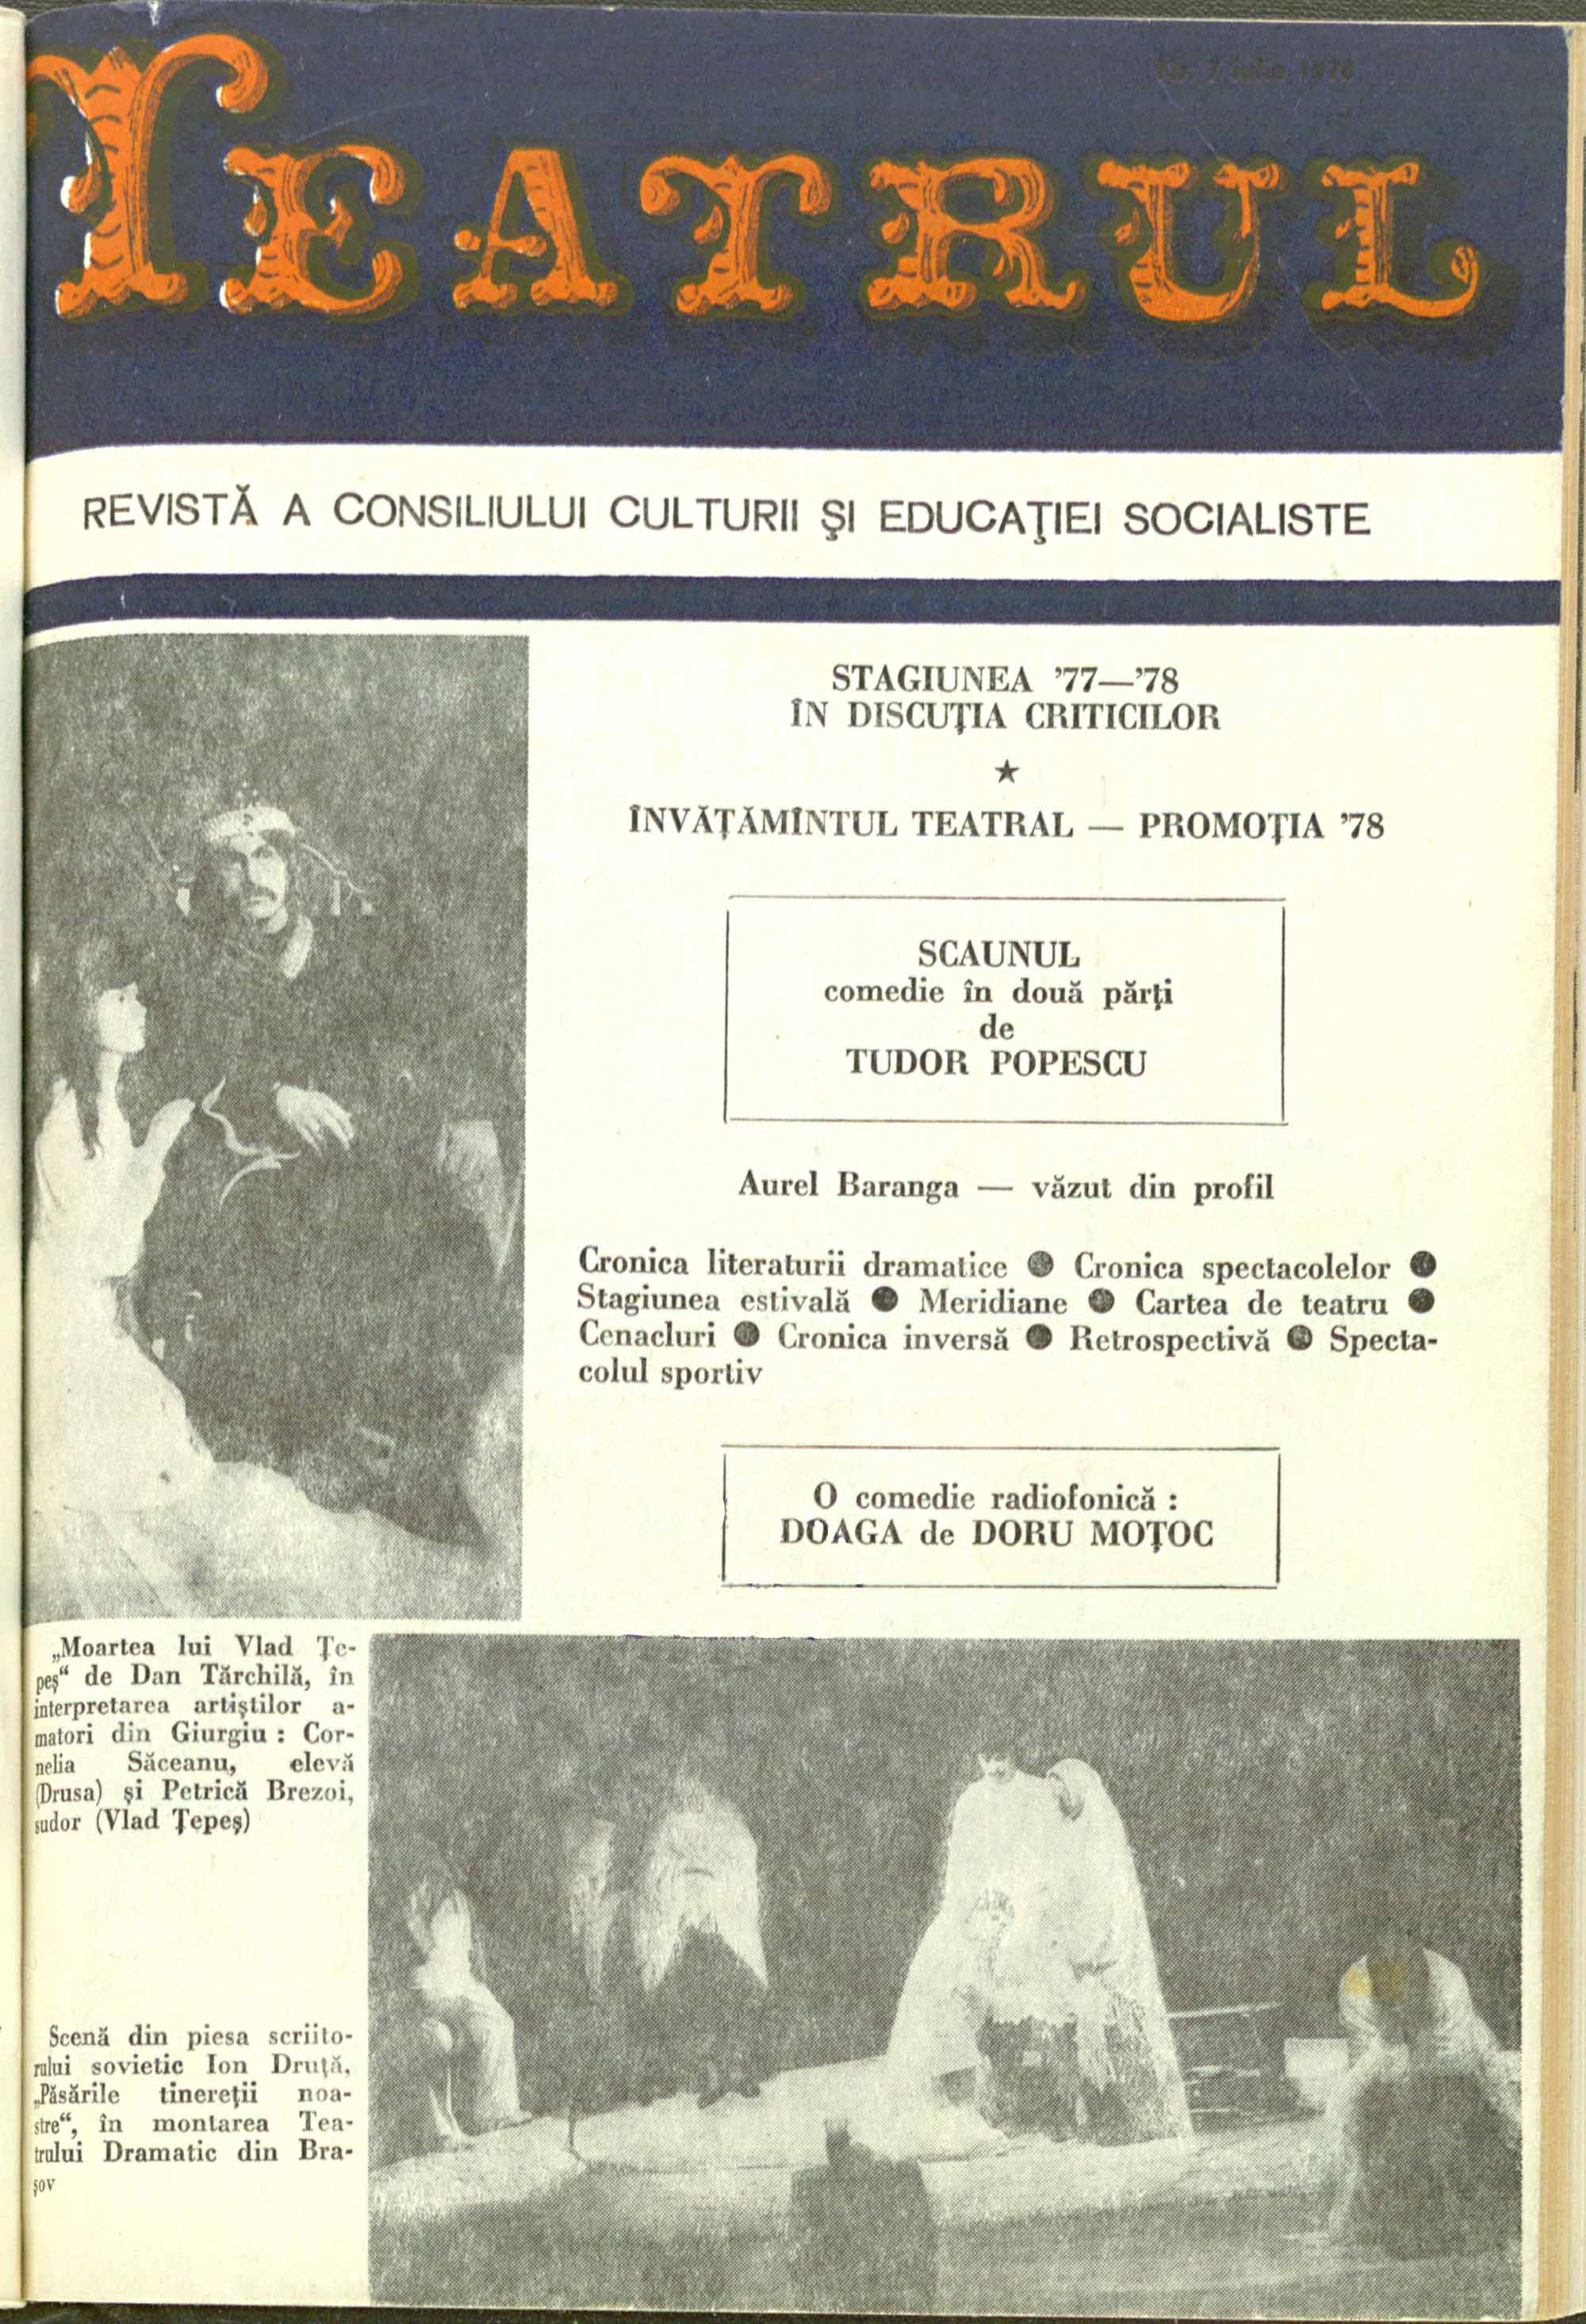 Nr. 7 iulie 1978
TEATRUL
REVISTĂ A CONSILIULUI CULTURII ŞI EDUCAŢIEI SOCIALISTE
STAGIUNEA ’77—’78
ÎN DISCUŢIA CRITICILOR
★
ÎNVĂŢĂMÎNTUL TEATRAL — PROMOŢIA ’78
SCAUNUL
comedie în două părţi
de
TUDOR POPESCU
Aurel Baranga — văzut din profil
Cronica literaturii dramatice ● Cronica spectacolelor ●
Stagiunea estivală ● Meridiane ● Cartea de teatru ●
Cenacluri ● Cronica inversă ● Retrospectivă ● Specta-
colul sportiv
O comedie radiofonică :
DOAGA de DORU MOŢOC
„Moartea lui Vlad Ţe-
peş“ de Dan Tărchilă, în
interpretarea artiştilor a-
matori din Giurgiu : Cor-
nelia Săceanu, elevă
(Drusa) şi Petrică Brezoi,
sudor (Vlad Ţepeş)
Scenă din piesa scriito-
rului sovietic Ion Druţă,
„Păsările tinereţii noa-
stre“, în montarea Tea-
trului Dramatic din Bra-
şov